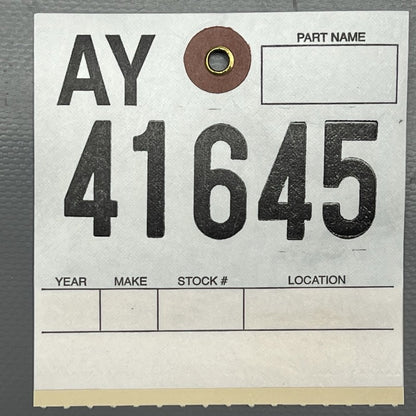 AY
PART NAME
41645
YEAR MAKE STOCK # LOCATION